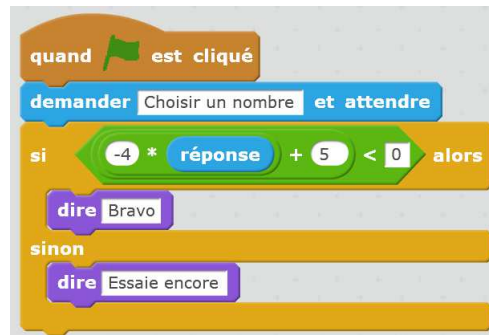 quand est cliqué
demander Choisir un nombre et attendre
si -4 * réponse + 5 < 0 alors
dire Bravo
sinon
dire Essaie encore